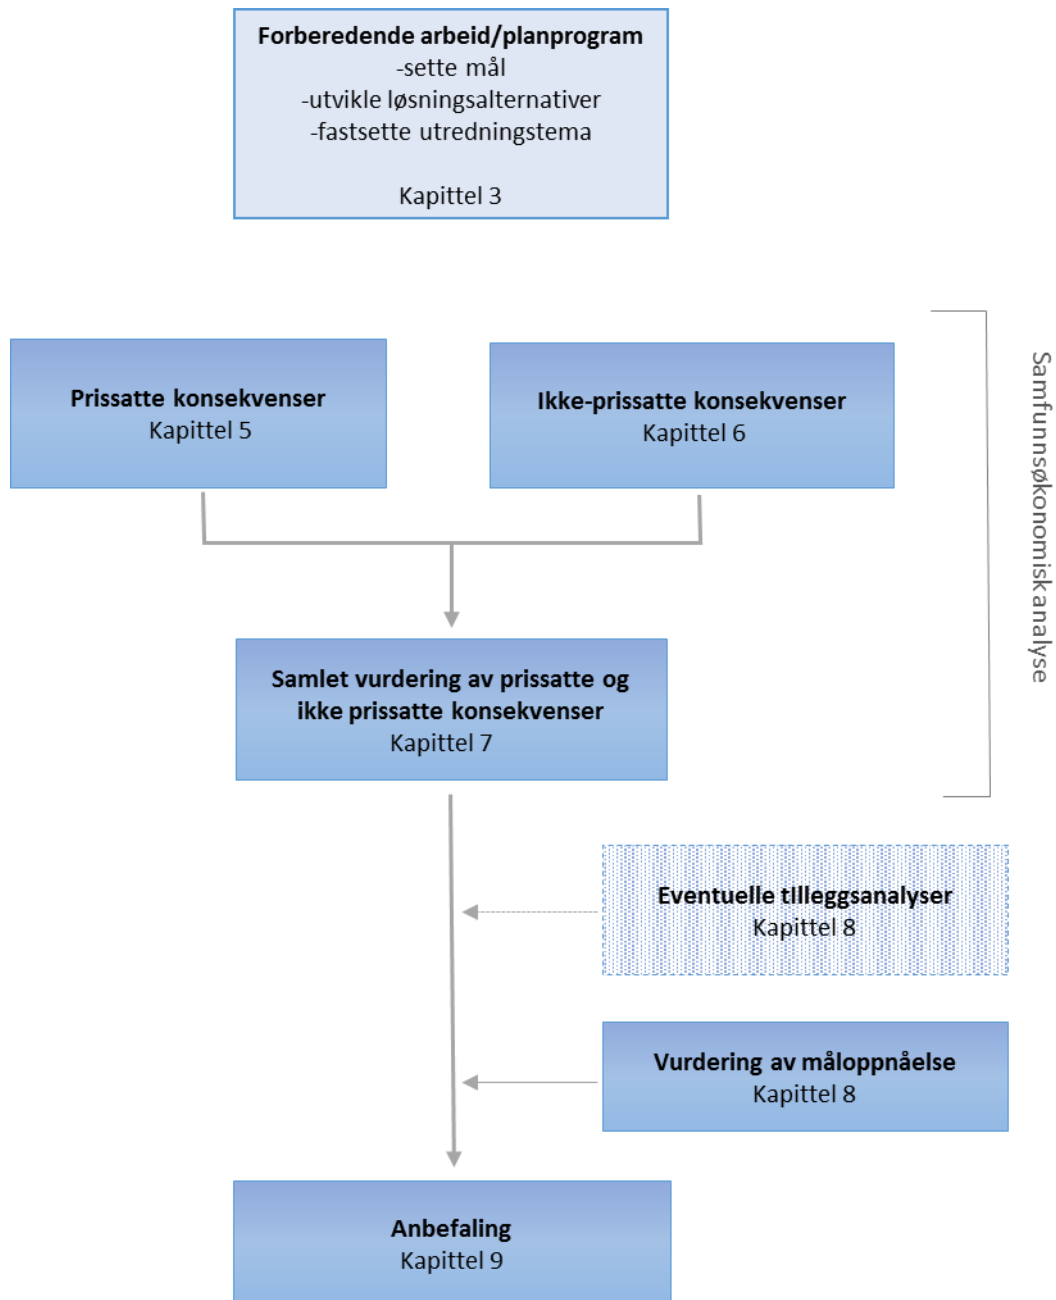 Forberedende arbeid/planprogram
-sette mål
-utvikle løsningsalternativer
-fastsette utredningstema
Kapittel 3
Prissatte konsekvenser
Kapittel 5
Ikke-prissatte konsekvenser
Kapittel 6
Samfunnsøkonomisk analyse
Samlet vurdering av prissatte og
ikke prissatte konsekvenser
Kapittel 7
Eventuelle tIlleggsanalyser
Kapittel 8
Vurdering av måloppnåelse
Kapittel 8
Anbefaling
Kapittel 9